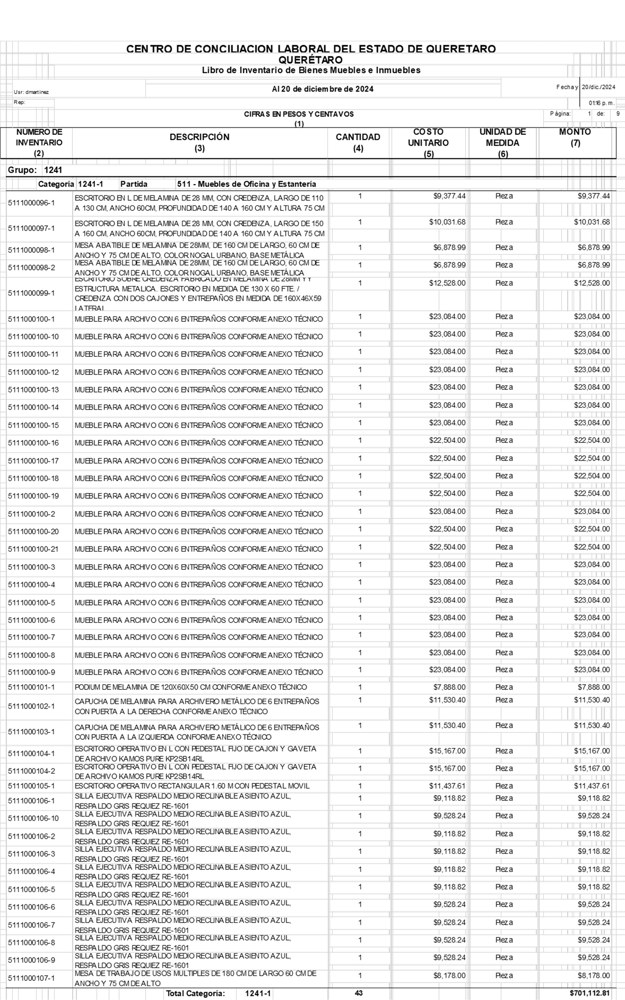 CENTRO DE CONCILIACION LABORAL DEL ESTADO DE QUERETARO
QUERÉTARO
Libro de Inventario de Bienes Muebles e Inmuebles
Usr: dmartinez
Al 20 de diciembre de 2024
Fecha y 20/dic./2024
Rep:
01:16 p. m.
CIFRAS EN PESOS Y CENTAVOS
Página: 1 de: 9
(1)
NÚMERO DE INVENTARIO (2) DESCRIPCIÓN (3) CANTIDAD (4) COSTO UNITARIO (5) UNIDAD DE MEDIDA (6) MONTO (7)
Grupo: 1241
Categoría 1241-1 Partida 511 - Muebles de Oficina y Estantería
5111000096-1 ESCRITORIO EN L DE MELAMINA DE 28 MM, CON CREDENZA, LARGO DE 110 1 $9,377.44 Pieza $9,377.44
A 130 CM, ANCHO 60CM, PROFUNDIDAD DE 140 A 160 CM Y ALTURA 75 CM
5111000097-1 ESCRITORIO EN L DE MELAMINA DE 28 MM, CON CREDENZA, LARGO DE 150 1 $10,031.68 Pieza $10,031.68
A 160 CM, ANCHO 60CM, PROFUNDIDAD DE 140 A 160 CM Y ALTURA 75 CM
5111000098-1 MESA ABATIBLE DE MELAMINA DE 28MM, DE 160 CM DE LARGO, 60 CM DE 1 $6,878.99 Pieza $6,878.99
ANCHO Y 75 CM DE ALTO, COLOR NOGAL URBANO, BASE METÁLICA
5111000098-2 MESA ABATIBLE DE MELAMINA DE 28MM, DE 160 CM DE LARGO, 60 CM DE 1 $6,878.99 Pieza $6,878.99
ANCHO Y 75 CM DE ALTO, COLOR NOGAL URBANO, BASE METÁLICA
5111000099-1 ESCRITORIO SOBRE CREDENZA FABRICADO EN MELAMINA DE 28MM Y Y 1 $12,528.00 Pieza $12,528.00
ESTRUCTURA METALICA. ESCRITORIO EN MEDIDA DE 130 X 60 FTE. /
CREDENZA CON DOS CAJONES Y ENTREPAÑOS EN MEDIDA DE 160X46X59
LATERAL
5111000100-1 MUEBLE PARA ARCHIVO CON 6 ENTREPAÑOS CONFORME ANEXO TÉCNICO 1 $23,084.00 Pieza $23,084.00
5111000100-10 MUEBLE PARA ARCHIVO CON 6 ENTREPAÑOS CONFORME ANEXO TÉCNICO 1 $23,084.00 Pieza $23,084.00
5111000100-11 MUEBLE PARA ARCHIVO CON 6 ENTREPAÑOS CONFORME ANEXO TÉCNICO 1 $23,084.00 Pieza $23,084.00
5111000100-12 MUEBLE PARA ARCHIVO CON 6 ENTREPAÑOS CONFORME ANEXO TÉCNICO 1 $23,084.00 Pieza $23,084.00
5111000100-13 MUEBLE PARA ARCHIVO CON 6 ENTREPAÑOS CONFORME ANEXO TÉCNICO 1 $23,084.00 Pieza $23,084.00
5111000100-14 MUEBLE PARA ARCHIVO CON 6 ENTREPAÑOS CONFORME ANEXO TÉCNICO 1 $23,084.00 Pieza $23,084.00
5111000100-15 MUEBLE PARA ARCHIVO CON 6 ENTREPAÑOS CONFORME ANEXO TÉCNICO 1 $23,084.00 Pieza $23,084.00
5111000100-16 MUEBLE PARA ARCHIVO CON 6 ENTREPAÑOS CONFORME ANEXO TÉCNICO 1 $22,504.00 Pieza $22,504.00
5111000100-17 MUEBLE PARA ARCHIVO CON 6 ENTREPAÑOS CONFORME ANEXO TÉCNICO 1 $22,504.00 Pieza $22,504.00
5111000100-18 MUEBLE PARA ARCHIVO CON 6 ENTREPAÑOS CONFORME ANEXO TÉCNICO 1 $22,504.00 Pieza $22,504.00
5111000100-19 MUEBLE PARA ARCHIVO CON 6 ENTREPAÑOS CONFORME ANEXO TÉCNICO 1 $22,504.00 Pieza $22,504.00
5111000100-2 MUEBLE PARA ARCHIVO CON 6 ENTREPAÑOS CONFORME ANEXO TÉCNICO 1 $23,084.00 Pieza $23,084.00
5111000100-20 MUEBLE PARA ARCHIVO CON 6 ENTREPAÑOS CONFORME ANEXO TÉCNICO 1 $22,504.00 Pieza $22,504.00
5111000100-21 MUEBLE PARA ARCHIVO CON 6 ENTREPAÑOS CONFORME ANEXO TÉCNICO 1 $22,504.00 Pieza $22,504.00
5111000100-3 MUEBLE PARA ARCHIVO CON 6 ENTREPAÑOS CONFORME ANEXO TÉCNICO 1 $23,084.00 Pieza $23,084.00
5111000100-4 MUEBLE PARA ARCHIVO CON 6 ENTREPAÑOS CONFORME ANEXO TÉCNICO 1 $23,084.00 Pieza $23,084.00
5111000100-5 MUEBLE PARA ARCHIVO CON 6 ENTREPAÑOS CONFORME ANEXO TÉCNICO 1 $23,084.00 Pieza $23,084.00
5111000100-6 MUEBLE PARA ARCHIVO CON 6 ENTREPAÑOS CONFORME ANEXO TÉCNICO 1 $23,084.00 Pieza $23,084.00
5111000100-7 MUEBLE PARA ARCHIVO CON 6 ENTREPAÑOS CONFORME ANEXO TÉCNICO 1 $23,084.00 Pieza $23,084.00
5111000100-8 MUEBLE PARA ARCHIVO CON 6 ENTREPAÑOS CONFORME ANEXO TÉCNICO 1 $23,084.00 Pieza $23,084.00
5111000100-9 MUEBLE PARA ARCHIVO CON 6 ENTREPAÑOS CONFORME ANEXO TÉCNICO 1 $23,084.00 Pieza $23,084.00
5111000101-1 PODIUM DE MELAMINA DE 120X60X50 CM CONFORME ANEXO TÉCNICO 1 $7,888.00 Pieza $7,888.00
5111000102-1 CAPUCHA DE MELAMINA PARA ARCHIVERO METÁLICO DE 6 ENTREPAÑOS 1 $11,530.40 Pieza $11,530.40
CON PUERTA A LA DERECHA CONFORME ANEXO TÉCNICO
5111000103-1 CAPUCHA DE MELAMINA PARA ARCHIVERO METÁLICO DE 6 ENTREPAÑOS 1 $11,530.40 Pieza $11,530.40
CON PUERTA A LA IZQUIERDA CONFORME ANEXO TÉCNICO
5111000104-1 ESCRITORIO OPERATIVO EN L CON PEDESTAL FIJO DE CAJON Y GAVETA 1 $15,167.00 Pieza $15,167.00
DE ARCHIVO KAMOS PURE KP2SB14RL
5111000104-2 ESCRITORIO OPERATIVO EN L CON PEDESTAL FIJO DE CAJON Y GAVETA 1 $15,167.00 Pieza $15,167.00
DE ARCHIVO KAMOS PURE KP2SB14RL
5111000105-1 ESCRITORIO OPERATIVO RECTANGULAR 1.60 M CON PEDESTAL MOVIL 1 $11,437.61 Pieza $11,437.61
5111000106-1 SILLA EJECUTIVA RESPALDO MEDIO RECLINABLE ASIENTO AZUL, 1 $9,118.82 Pieza $9,118.82
RESPALDO GRIS REQUIEZ RE-1601
5111000106-10 SILLA EJECUTIVA RESPALDO MEDIO RECLINABLE ASIENTO AZUL, 1 $9,528.24 Pieza $9,528.24
RESPALDO GRIS REQUIEZ RE-1601
5111000106-2 SILLA EJECUTIVA RESPALDO MEDIO RECLINABLE ASIENTO AZUL, 1 $9,118.82 Pieza $9,118.82
RESPALDO GRIS REQUIEZ RE-1601
5111000106-3 SILLA EJECUTIVA RESPALDO MEDIO RECLINABLE ASIENTO AZUL, 1 $9,118.82 Pieza $9,118.82
RESPALDO GRIS REQUIEZ RE-1601
5111000106-4 SILLA EJECUTIVA RESPALDO MEDIO RECLINABLE ASIENTO AZUL, 1 $9,118.82 Pieza $9,118.82
RESPALDO GRIS REQUIEZ RE-1601
5111000106-5 SILLA EJECUTIVA RESPALDO MEDIO RECLINABLE ASIENTO AZUL, 1 $9,118.82 Pieza $9,118.82
RESPALDO GRIS REQUIEZ RE-1601
5111000106-6 SILLA EJECUTIVA RESPALDO MEDIO RECLINABLE ASIENTO AZUL, 1 $9,528.24 Pieza $9,528.24
RESPALDO GRIS REQUIEZ RE-1601
5111000106-7 SILLA EJECUTIVA RESPALDO MEDIO RECLINABLE ASIENTO AZUL, 1 $9,528.24 Pieza $9,528.24
RESPALDO GRIS REQUIEZ RE-1601
5111000106-8 SILLA EJECUTIVA RESPALDO MEDIO RECLINABLE ASIENTO AZUL, 1 $9,528.24 Pieza $9,528.24
RESPALDO GRIS REQUIEZ RE-1601
5111000106-9 SILLA EJECUTIVA RESPALDO MEDIO RECLINABLE ASIENTO AZUL, 1 $9,528.24 Pieza $9,528.24
RESPALDO GRIS REQUIEZ RE-1601
5111000107-1 MESA DE TRABAJO DE USOS MULTIPLES DE 180 CM DE LARGO 60 CM DE 1 $8,178.00 Pieza $8,178.00
ANCHO Y 75 CM DE ALTO
Total Categoría: 1241-1 43 $701,112.81